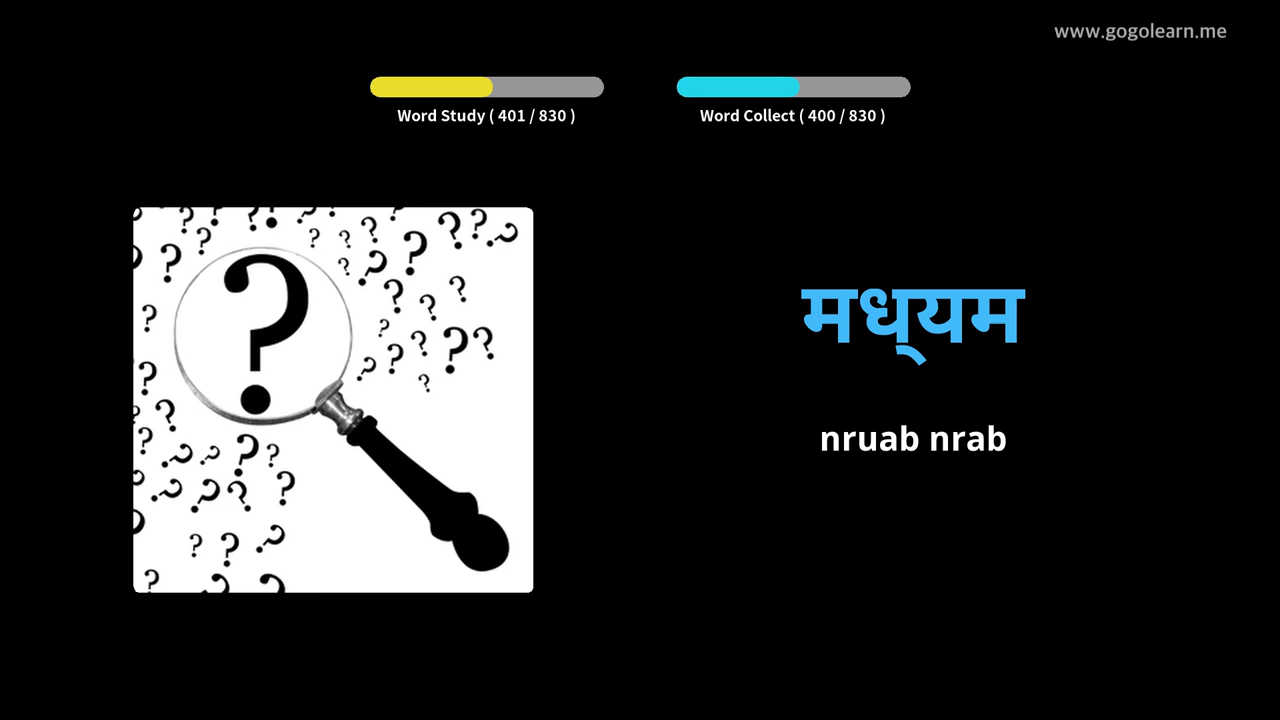 www.gogolearn.me
Word Study ( 401 / 830 )
Word Collect ( 400 / 830 )
मध्‌यम
nruab nrab